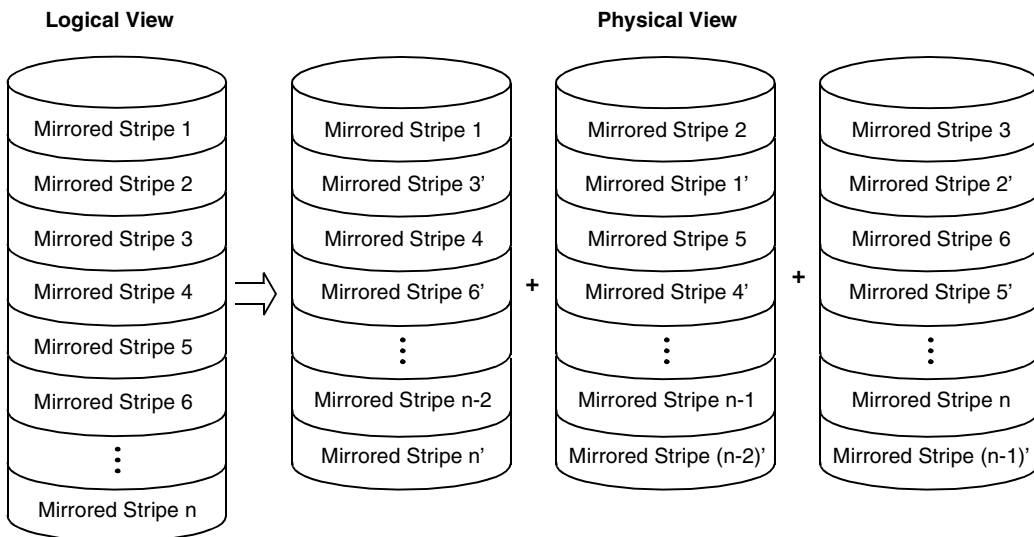 Logical View
Physical View
Mirrored Stripe 1
Mirrored Stripe 2
Mirrored Stripe 3
Mirrored Stripe 4
Mirrored Stripe 5
Mirrored Stripe 6
Mirrored Stripe n
Mirrored Stripe 1
Mirrored Stripe 3’
Mirrored Stripe 4
Mirrored Stripe 6’
Mirrored Stripe n-2
Mirrored Stripe n’
+
Mirrored Stripe 2
Mirrored Stripe 1’
Mirrored Stripe 5
Mirrored Stripe 4’
Mirrored Stripe n-1
Mirrored Stripe (n-2)’
+
Mirrored Stripe 3
Mirrored Stripe 2’
Mirrored Stripe 6
Mirrored Stripe 5’
Mirrored Stripe n
Mirrored Stripe (n-1)’